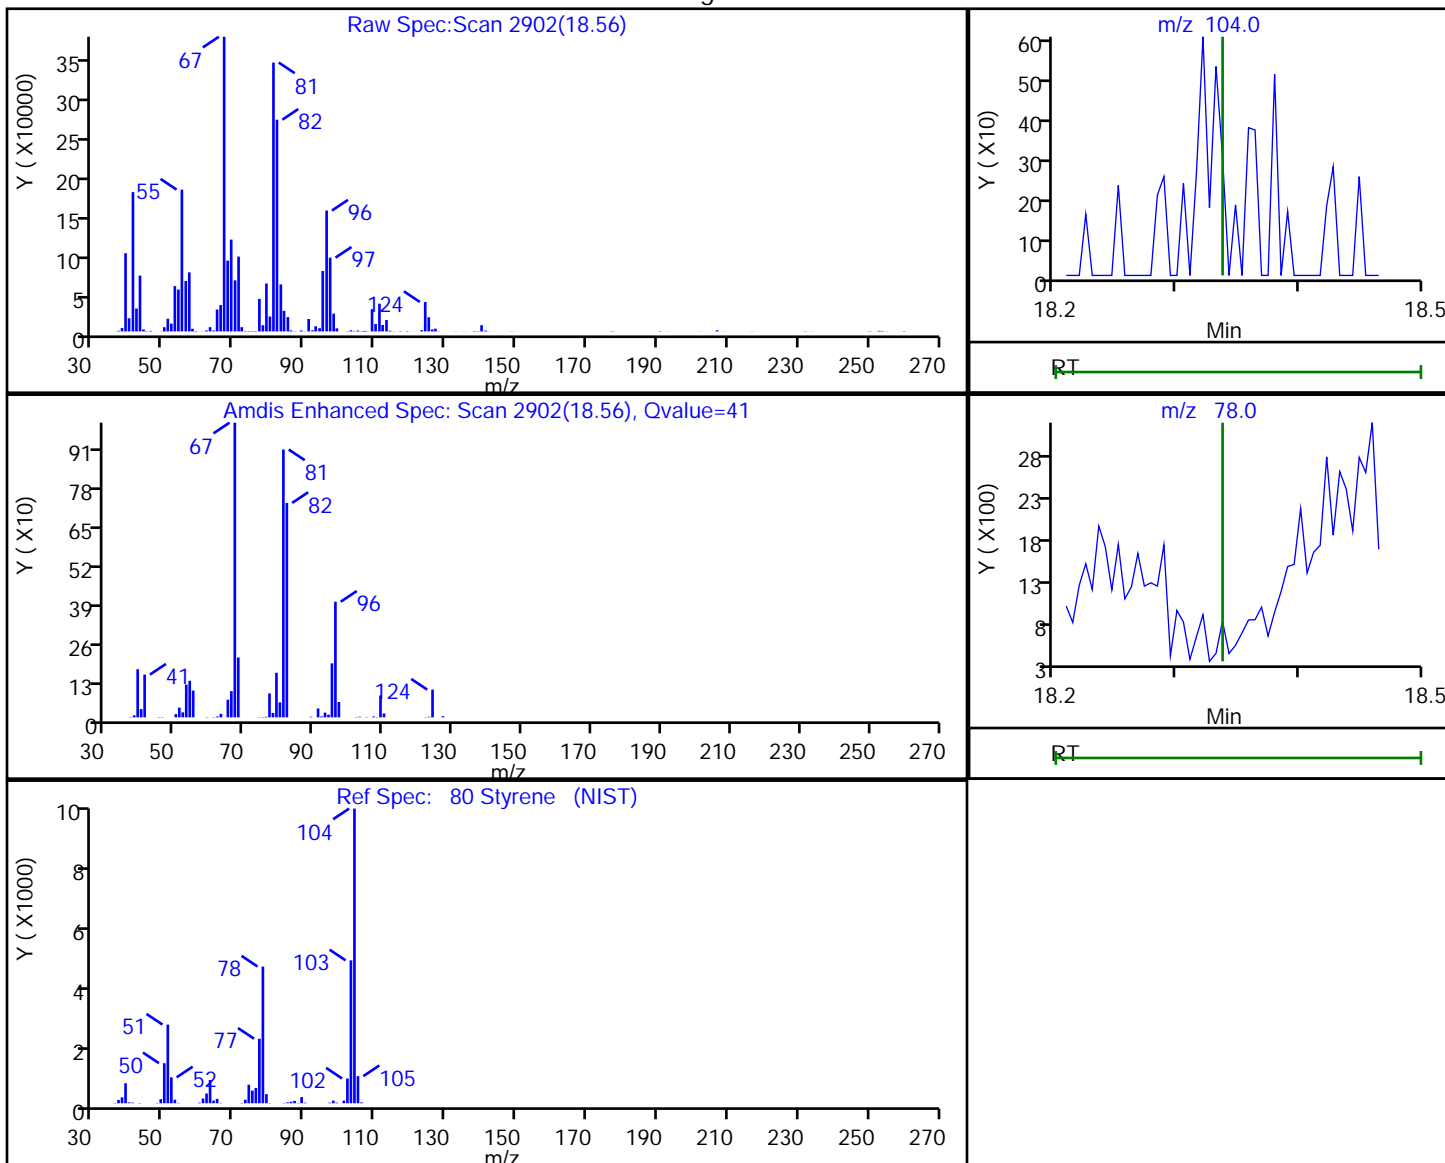 Raw Spec:Scan 2902(18.56)
Y ( X10000)
35
30
25
20
15
10
5
0
67
81
82
55
96
97
124
30 50 70 90 110 130 150 170 190 210 230 250 270
m/z
m/z 104.0
Y ( X10)
60
50
40
30
20
10
0
18.2 18.5
Min
RT
Amdis Enhanced Spec: Scan 2902(18.56), Qvalue=41
Y ( X10)
91
78
65
52
39
26
13
0
67
81
82
96
41
124
30 50 70 90 110 130 150 170 190 210 230 250 270
m/z
m/z 78.0
Y ( X100)
28
23
18
13
8
3
18.2 18.5
Min
RT
Ref Spec: 80 Styrene (NIST)
Y ( X1000)
10
8
6
4
2
0
104
103
78
51
77
50
52
102
105
30 50 70 90 110 130 150 170 190 210 230 250 270
m/z